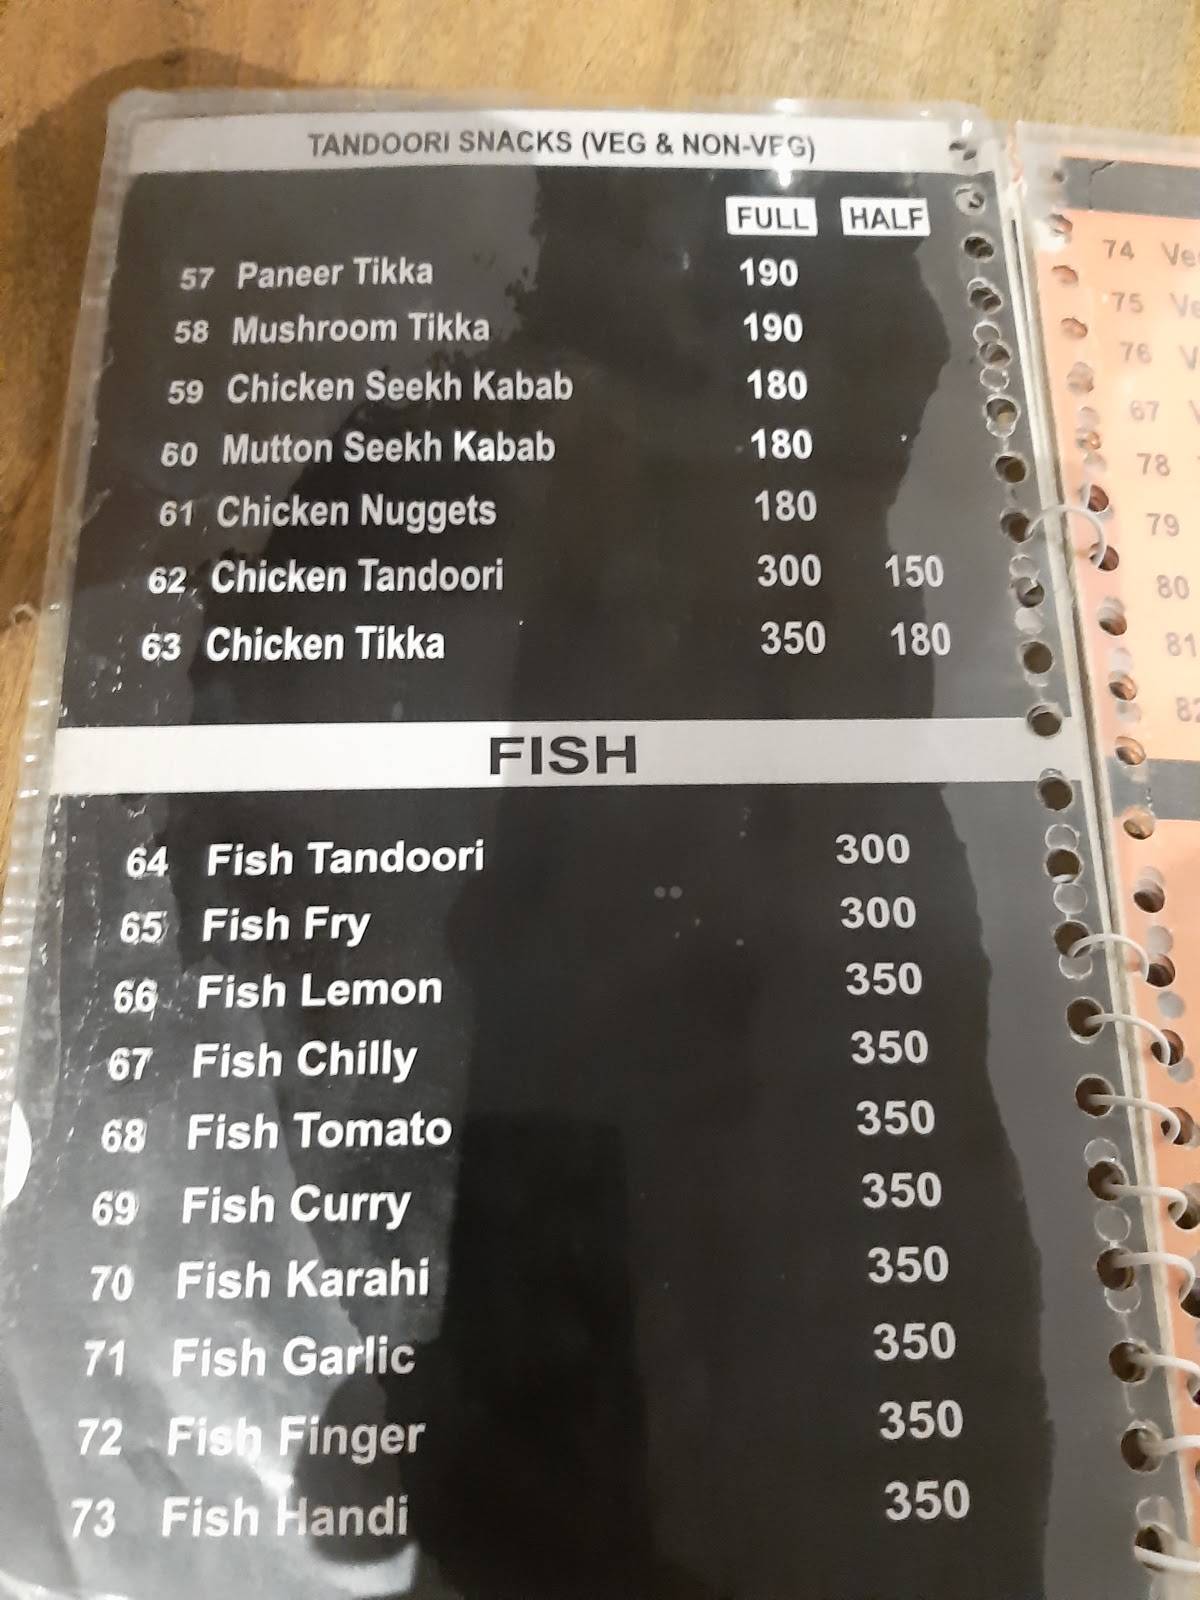 TANDOORI SNACKS (VEG & NON-VEG)
FULL HALF
57 Paneer Tikka 190
58 Mushroom Tikka 190
59 Chicken Seekh Kabab 180
60 Mutton Seekh Kabab 180
61 Chicken Nuggets 180
62 Chicken Tandoori 300 150
63 Chicken Tikka 350 180
FISH
64 Fish Tandoori 300
65 Fish Fry 300
66 Fish Lemon 350
67 Fish Chilly 350
68 Fish Tomato 350
69 Fish Curry 350
70 Fish Karahi 350
71 Fish Garlic 350
72 Fish Finger 350
73 Fish Handi 350
74
75
76
67
78
79
80
81